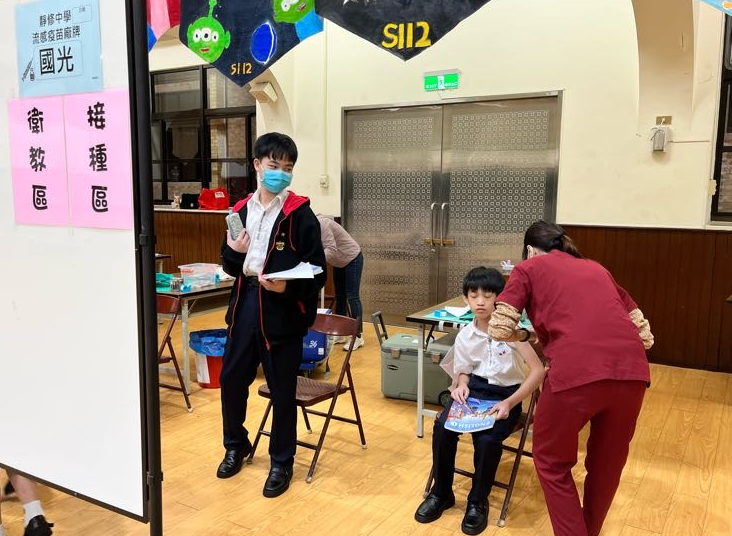 靜修中學
流感疫苗廠牌
國光
衛教區
接種區
S112
S112